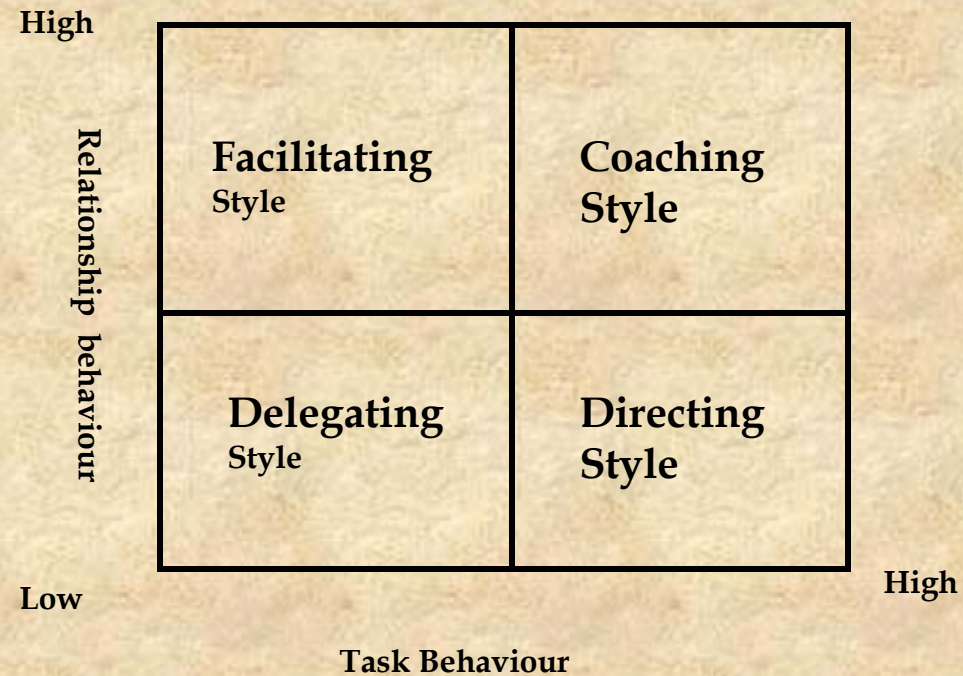 High
Relationship behaviour
Facilitating
Style
Coaching
Style
Delegating
Style
Directing
Style
Low
High
Task Behaviour